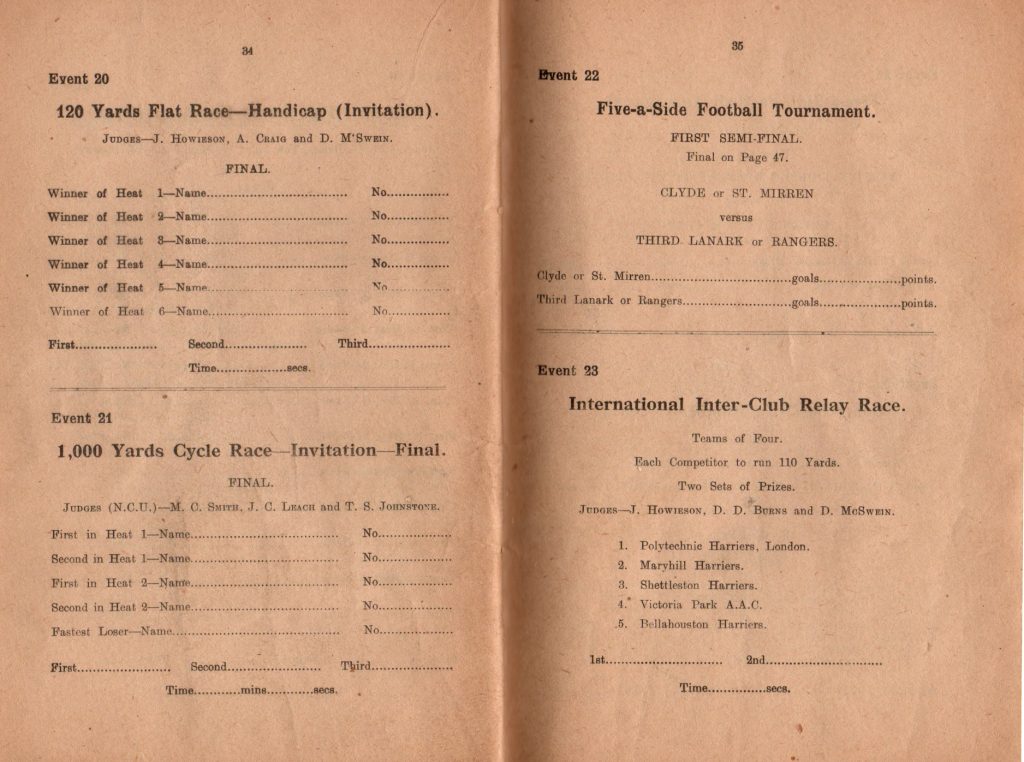 34
Event 20
120 Yards Flat Race—Handicap (Invitation).
Judges—J. Howieson, A. Craig and D. M'Swein.
FINAL.
Winner of Heat 1—Name.................................... No................
Winner of Heat 2—Name.................................... No................
Winner of Heat 3—Name.................................... No................
Winner of Heat 4—Name.................................... No................
Winner of Heat 5—Name.................................... No................
Winner of Heat 6—Name.................................... No................
First..................... Second..................... Third.....................
Time..................secs.
Event 21
1,000 Yards Cycle Race—Invitation—Final.
FINAL.
Judges (N.C.U.)—M. C. Smith, J. C. Leach and T. S. Johnstone.
First in Heat 1—Name...................................... No...................
Second in Heat 1—Name...................................... No...................
First in Heat 2—Name...................................... No...................
Second in Heat 2—Name...................................... No...................
Fastest Loser—Name........................................... No...................
First........................ Second........................ Third.....................
Time............mins............secs.
35
Event 22
Five-a-Side Football Tournament.
FIRST SEMI-FINAL.
Final on Page 47.
CLYDE or ST. MIRREN
versus
THIRD LANARK or RANGERS.
Clyde or St. Mirren....................................goals.....................points.
Third Lanark or Rangers............................goals.....................points.
Event 23
International Inter-Club Relay Race.
Teams of Four.
Each Competitor to run 110 Yards.
Two Sets of Prizes.
Judges—J. Howieson, D. D. Burns and D. McSwein.
1. Polytechnic Harriers, London.
2. Maryhill Harriers.
3. Shettleston Harriers.
4. Victoria Park A.A.C.
5. Bellahouston Harriers.
1st.............................. 2nd..............................
Time...............secs.